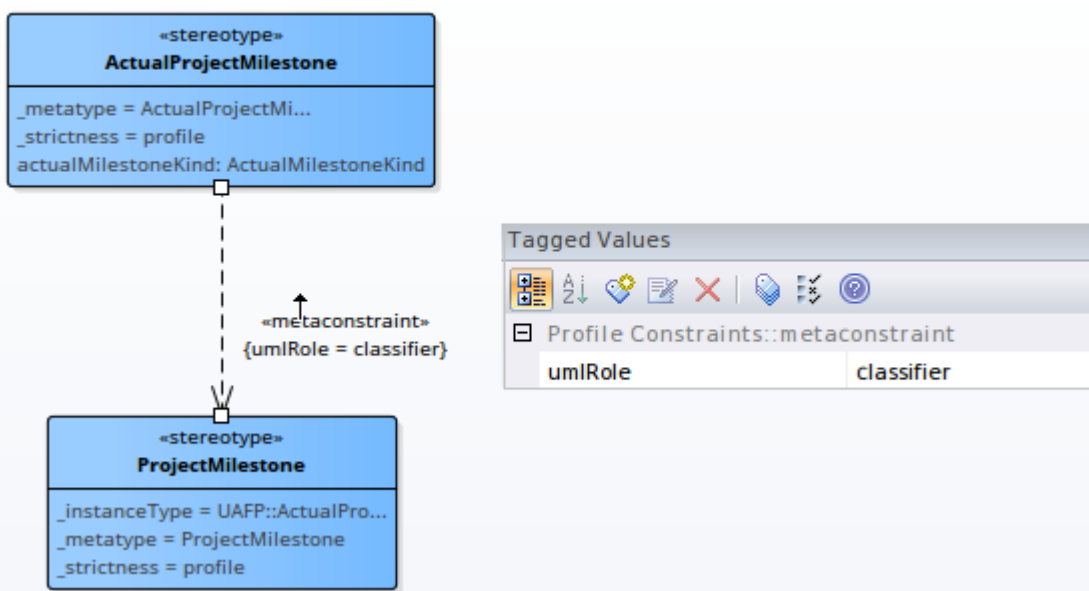 «stereotype»
ActualProjectMilestone
_metatype = ActualProjectMi...
_strictness = profile
actualMilestoneKind: ActualMilestoneKind
«metaconstraint»
{umlRole = classifier}
«stereotype»
ProjectMilestone
_instanceType = UAFP::ActualPro...
_metatype = ProjectMilestone
_strictness = profile
Tagged Values
Profile Constraints::metaconstraint
umlRole classifier